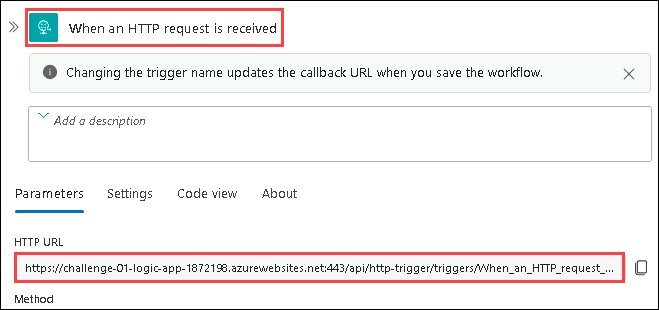 When an HTTP request is received
Changing the trigger name updates the callback URL when you save the workflow.
Add a description
Parameters Settings Code view About
HTTP URL
https://challenge-01-logic-app-1872198.azurewebsites.net:443/api/http-trigger/triggers/When_an_HTTP_request_...
Method